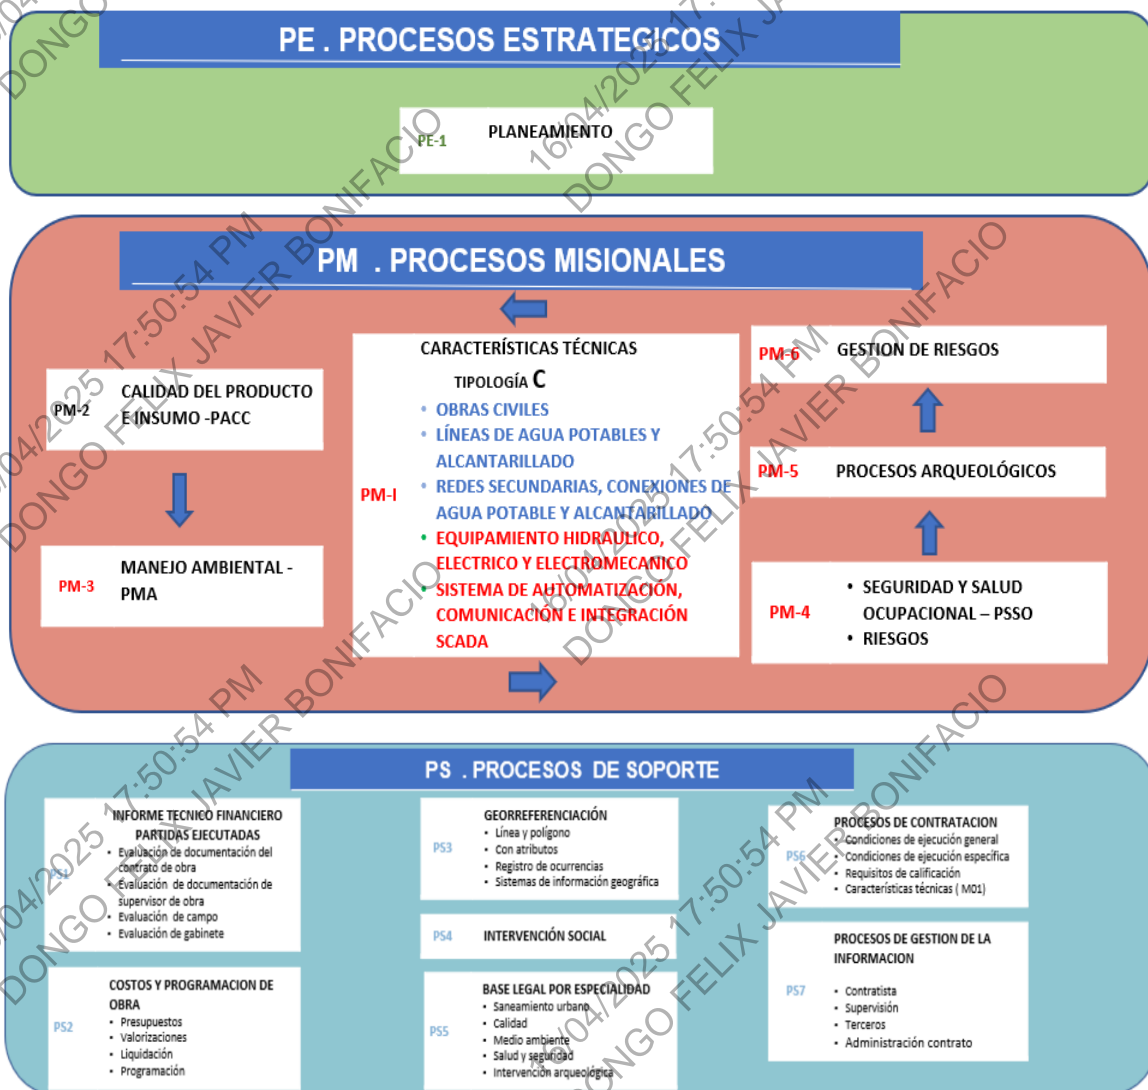 PE . PROCESOS ESTRATEGICOS
PE-1
PLANEAMIENTO
PM . PROCESOS MISIONALES
PM-2
CALIDAD DEL PRODUCTO
E INSUMO -PACC
PM-3
MANEJO AMBIENTAL -
PMA
PM-I
CARACTERÍSTICAS TÉCNICAS
TIPOLOGÍA C
• OBRAS CIVILES
• LÍNEAS DE AGUA POTABLES Y
ALCANTARILLADO
• REDES SECUNDARIAS, CONEXIONES DE
AGUA POTABLE Y ALCANTARILLADO
• EQUIPAMIENTO HIDRAULICO,
ELECTRICO Y ELECTROMECANICO
• SISTEMA DE AUTOMATIZACIÓN,
COMUNICACIÓN E INTEGRACIÓN
SCADA
PM-6
GESTION DE RIESGOS
PM-5
PROCESOS ARQUEOLÓGICOS
PM-4
• SEGURIDAD Y SALUD
OCUPACIONAL – PSSO
• RIESGOS
PS . PROCESOS DE SOPORTE
PS1
INFORME TECNICO FINANCIERO
PARTIDAS EJECUTADAS
• Evaluación de documentación del
contrato de obra
• Evaluación de documentación de
supervisor de obra
• Evaluación de campo
• Evaluación de gabinete
PS2
COSTOS Y PROGRAMACION DE
OBRA
• Presupuestos
• Valorizaciones
• Liquidación
• Programación
PS3
GEORREFERENCIACIÓN
• Línea y polígono
• Con atributos
• Registro de ocurrencias
• Sistemas de información geográfica
PS4
INTERVENCIÓN SOCIAL
PS5
BASE LEGAL POR ESPECIALIDAD
• Saneamiento urbano
• Calidad
• Medio ambiente
• Salud y seguridad
• Intervención arqueológica
PS6
PROCESOS DE CONTRATACION
• Condiciones de ejecución general
• Condiciones de ejecución específica
• Requisitos de calificación
• Características técnicas ( M01)
PS7
PROCESOS DE GESTION DE LA
INFORMACION
• Contratista
• Supervisión
• Terceros
• Administración contrato
16/04/2025 17:50:54 PM
DONGO FELIX JAVIER BONIFACIO